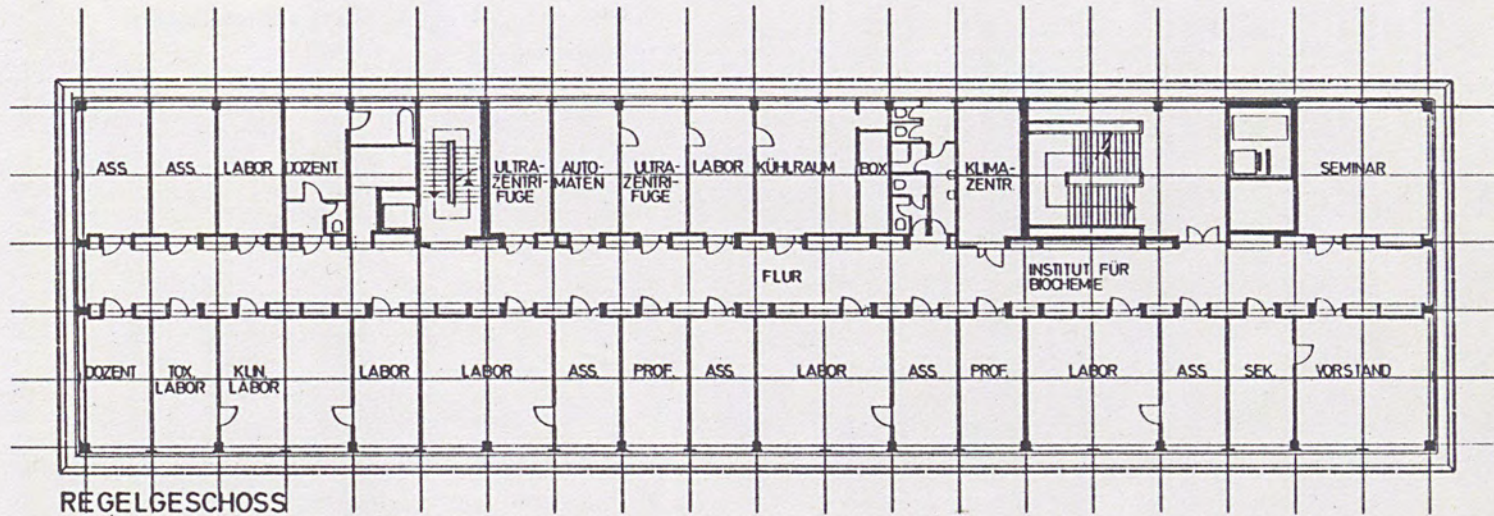 ASS. ASS. LABOR DOZENT
ULTRA-
ZENTRI-
FUGE
AUTO-
MATEN
ULTRA-
ZENTRI-
FUGE
LABOR KÜHLRAUM BOX
KLIMA-
ZENTR.
SEMINAR
FLUR
INSTITUT FÜR
BIOCHEMIE
DOZENT
TOX.
LABOR
KLIN.
LABOR
LABOR LABOR ASS. PROF. ASS. LABOR ASS. PROF. LABOR ASS. SEK. VORSTAND
REGELGESCHOSS